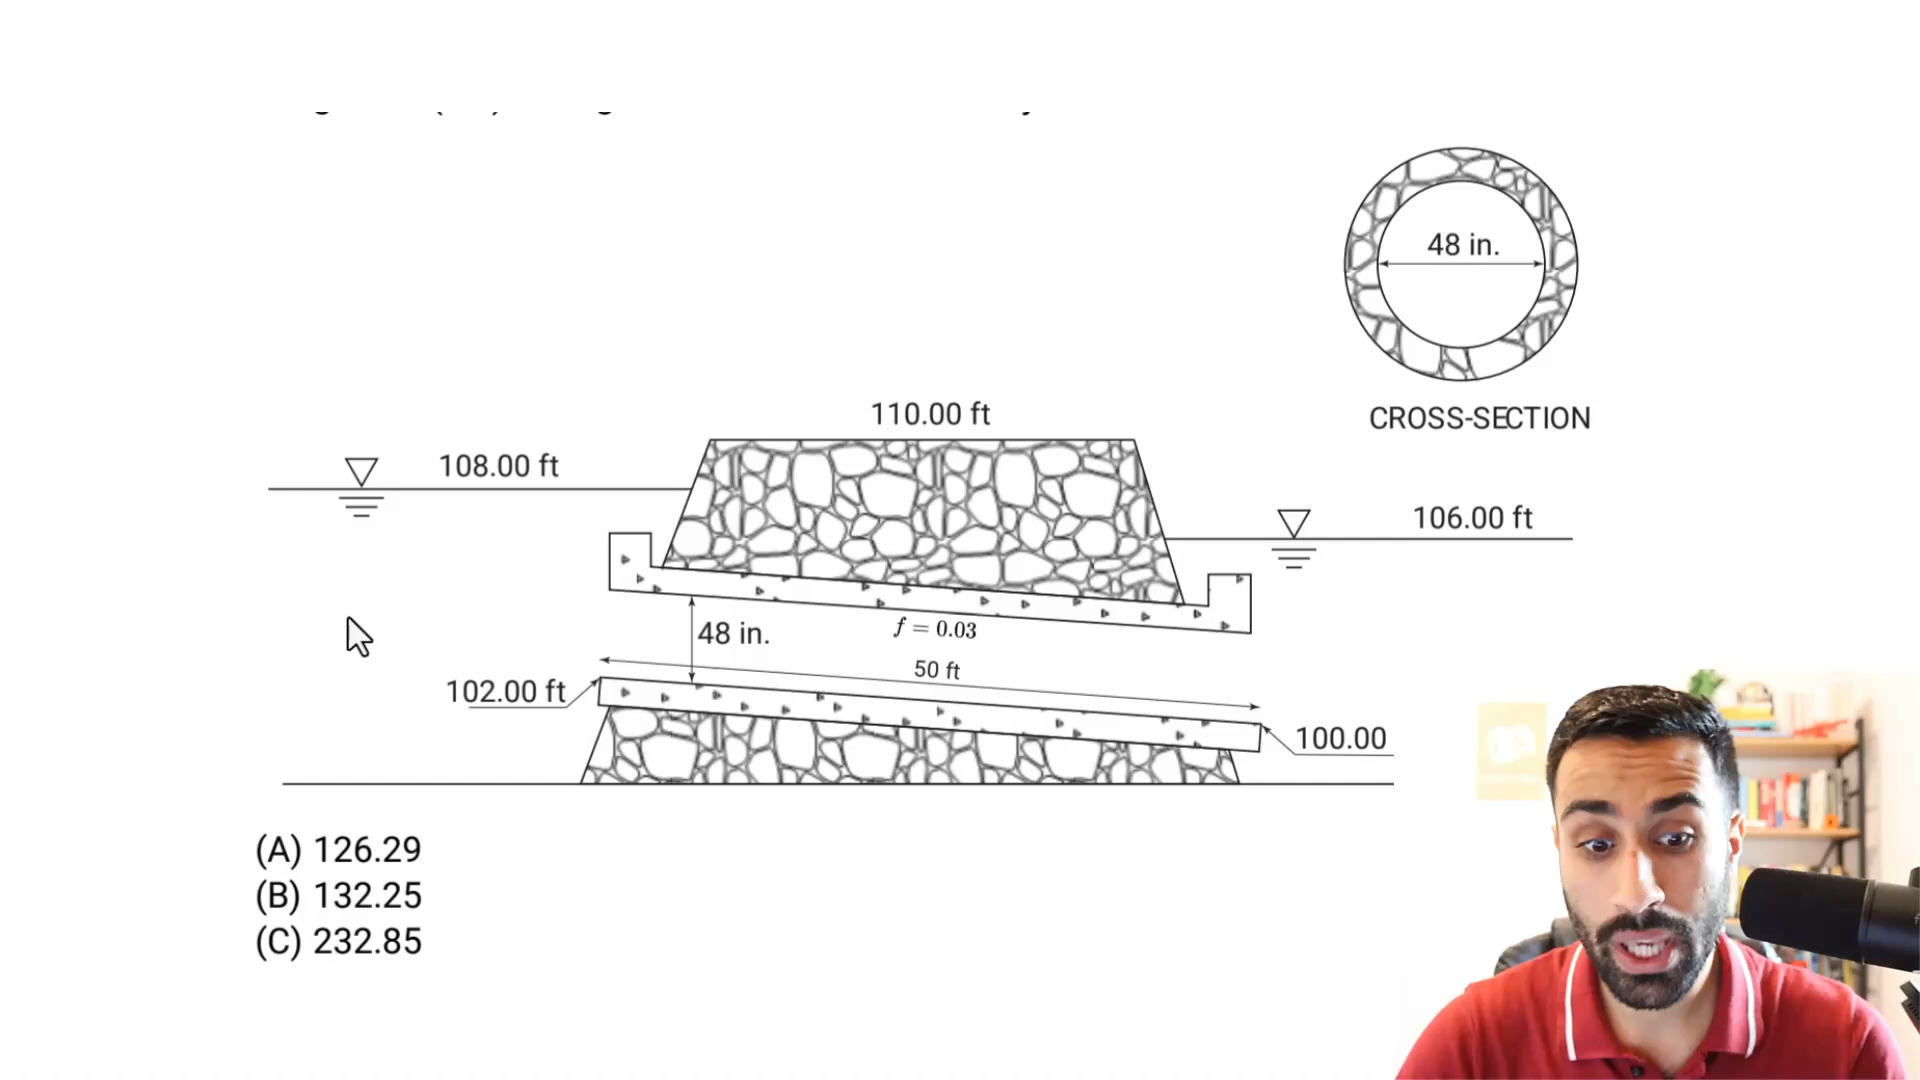 48 in.
CROSS-SECTION
110.00 ft
108.00 ft
106.00 ft
48 in.
f = 0.03
50 ft
102.00 ft
100.00
(A) 126.29
(B) 132.25
(C) 232.85